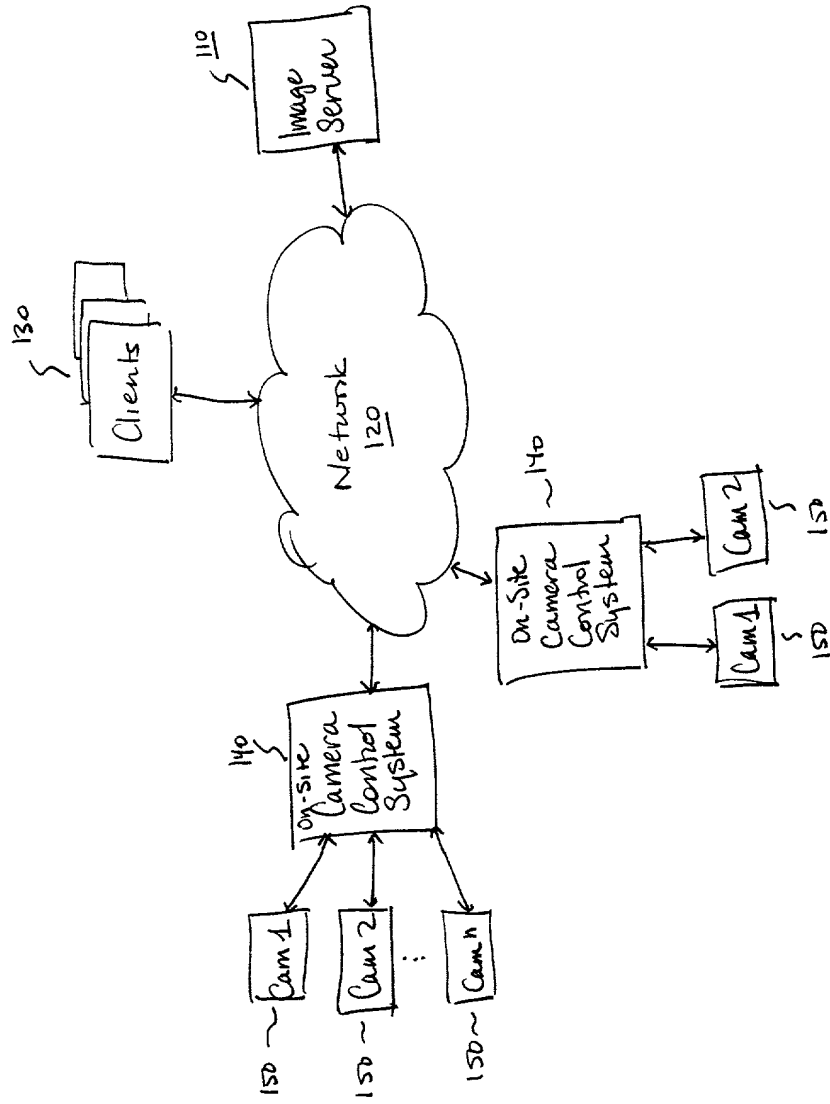 110
Image
Server
130
Clients
Network
120
140
On-site
Camera
Control
System
140
On-Site
Camera
Control
System
150
Cam 1
150
Cam 2
...
150
Cam n
Cam 1
150
Cam 2
150